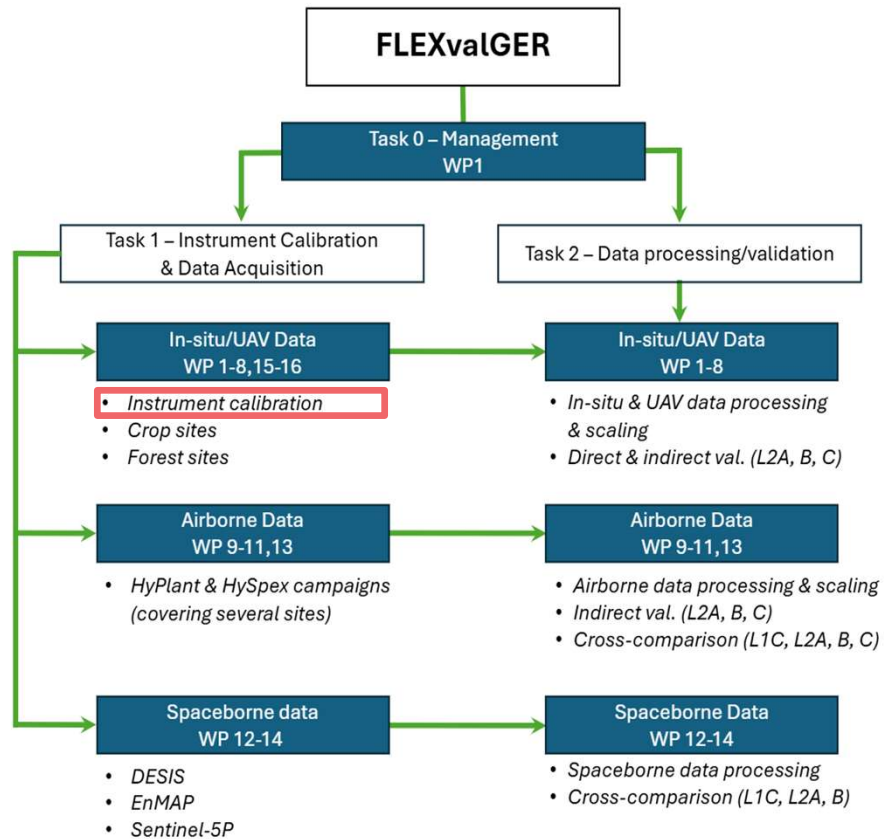 FLEXvalGER
Task 0 – Management
WP1
Task 1 – Instrument Calibration
& Data Acquisition
Task 2 – Data processing/validation
In-situ/UAV Data
WP 1-8,15-16
• Instrument calibration
• Crop sites
• Forest sites
In-situ/UAV Data
WP 1-8
• In-situ & UAV data processing
& scaling
• Direct & indirect val. (L2A, B, C)
Airborne Data
WP 9-11,13
• HyPlant & HySpex campaigns
(covering several sites)
Airborne Data
WP 9-11,13
• Airborne data processing & scaling
• Indirect val. (L2A, B, C)
• Cross-comparison (L1C, L2A, B, C)
Spaceborne data
WP 12-14
• DESIS
• EnMAP
• Sentinel-5P
Spaceborne Data
WP 12-14
• Spaceborne data processing
• Cross-comparison (L1C, L2A, B)